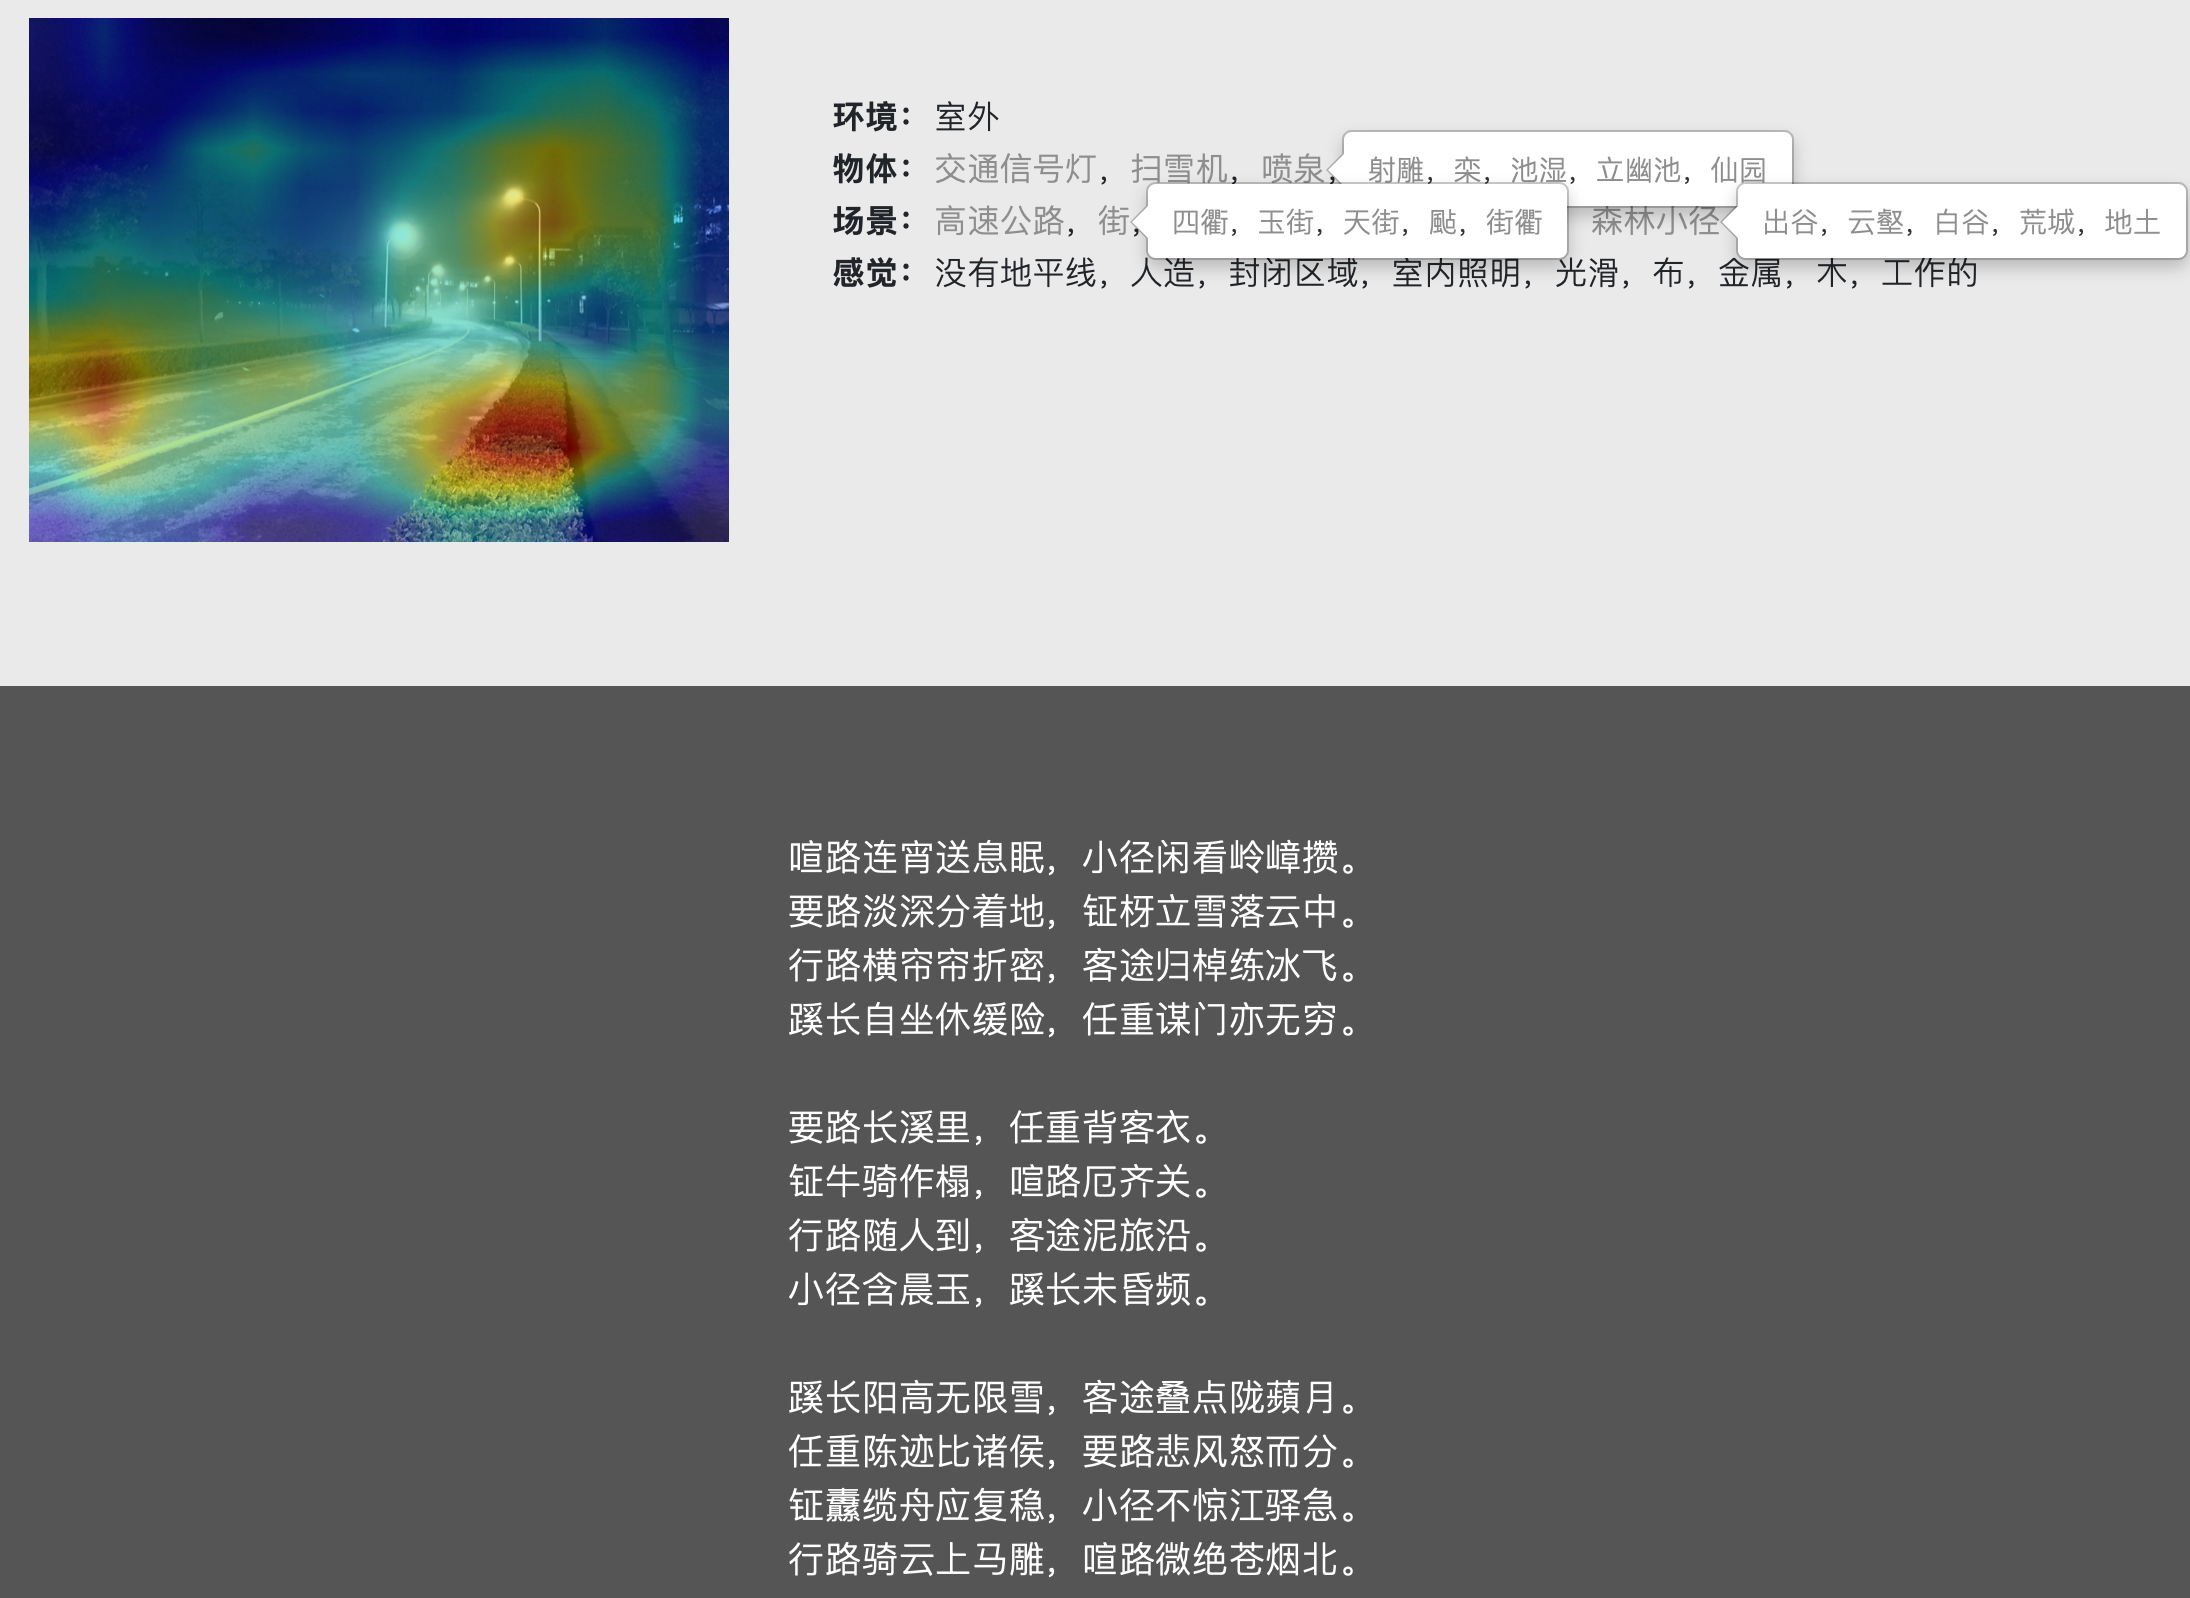 环境：室外
物体：交通信号灯，扫雪机，喷泉，
射雕，栾，池湿，立幽池，仙园
场景：高速公路，街，
四衢，玉街，天街，颩，街衢
森林小径
出谷，云壑，白谷，荒城，地土
感觉：没有地平线，人造，封闭区域，室内照明，光滑，布，金属，木，工作的
喧路连宵送息眠，小径闲看岭嶂攒。
要路淡深分着地，钲枒立雪落云中。
行路横帘帘折密，客途归棹练冰飞。
蹊长自坐休缓险，任重谋门亦无穷。
要路长溪里，任重背客衣。
钲牛骑作榻，喧路厄齐关。
行路随人到，客途泥旅沿。
小径含晨玉，蹊长未昏频。
蹊长阳高无限雪，客途叠点陇蘋月。
任重陈迹比诸侯，要路悲风怒而分。
钲纛缆舟应复稳，小径不惊江驿急。
行路骑云上马雕，喧路微绝苍烟北。